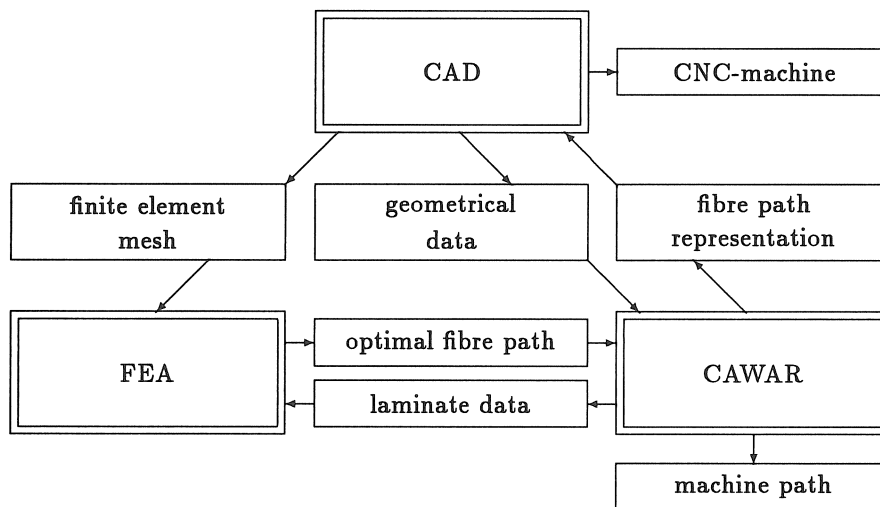 CAD
CNC-machine
finite element
mesh
geometrical
data
fibre path
representation
FEA
optimal fibre path
laminate data
CAWAR
machine path